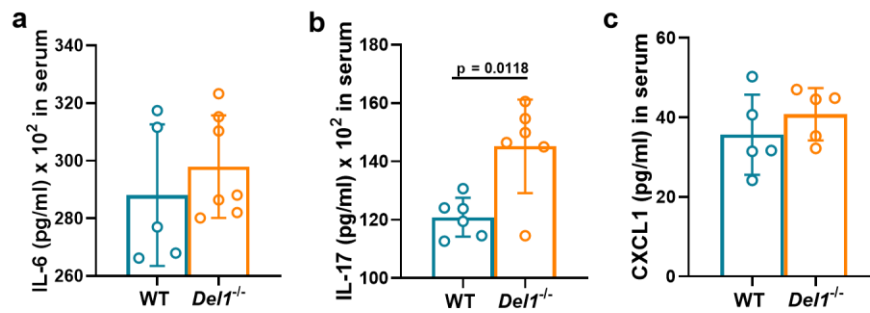 a
IL-6 (pg/ml) x 10² in serum
340
320
300
280
260
WT
Del1⁻/⁻
b
IL-17 (pg/ml) x 10² in serum
180
160
140
120
100
p = 0.0118
WT
Del1⁻/⁻
c
CXCL1 (pg/ml) in serum
60
40
20
0
WT
Del1⁻/⁻